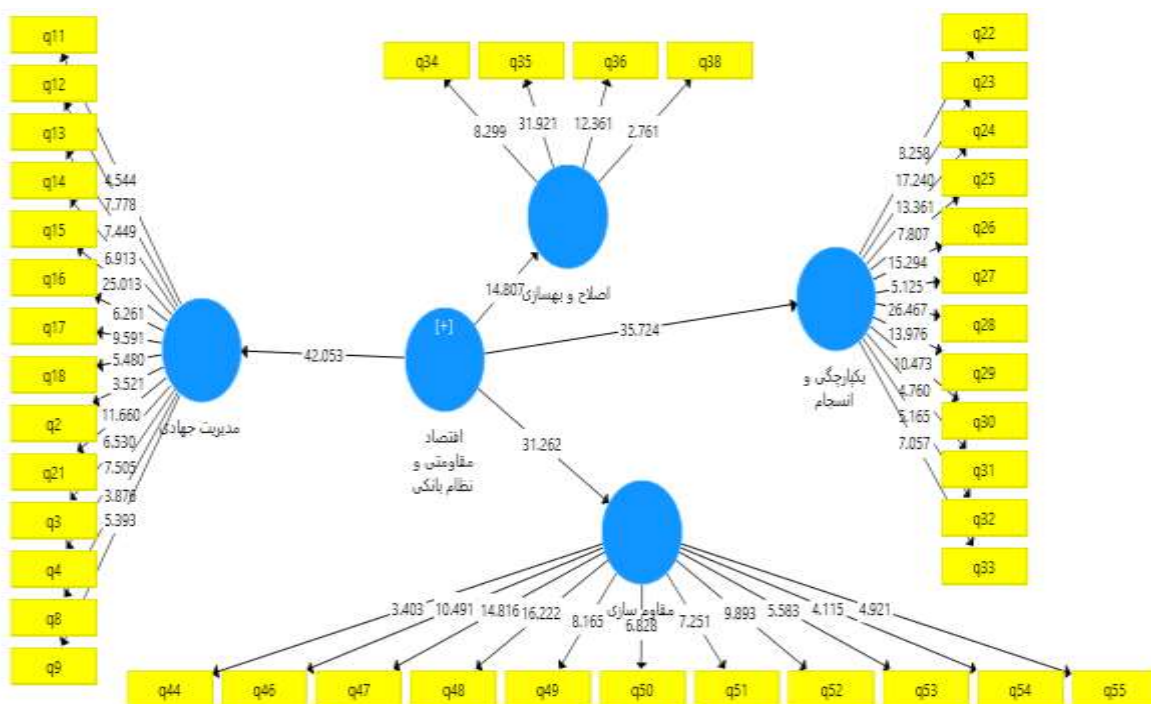 q11
q12
q13
q14
q15
q16
q17
q18
q2
q21
q3
q4
q8
q9
4.544
7.778
7.449
6.913
25.013
6.261
9.591
5.480
3.521
11.660
6.530
7.505
3.876
5.393
مدیریت جهادی
42.053
q34
q35
q36
q38
8.299
31.921
12.361
2.761
اصلاح و بهسازی
14.807
[+]
اقتصاد
مقاومتی و
نظام بانکی
35.724
31.262
q22
q23
q24
q25
q26
q27
q28
q29
q30
q31
q32
q33
8.258
17.240
13.361
7.807
15.294
5.125
26.467
13.976
10.473
4.760
5.165
7.057
یکپارچگی و
انسجام
مقاوم سازی
3.403
10.491
14.816
16.222
8.165
6.828
7.251
9.893
5.583
4.115
4.921
q44
q46
q47
q48
q49
q50
q51
q52
q53
q54
q55